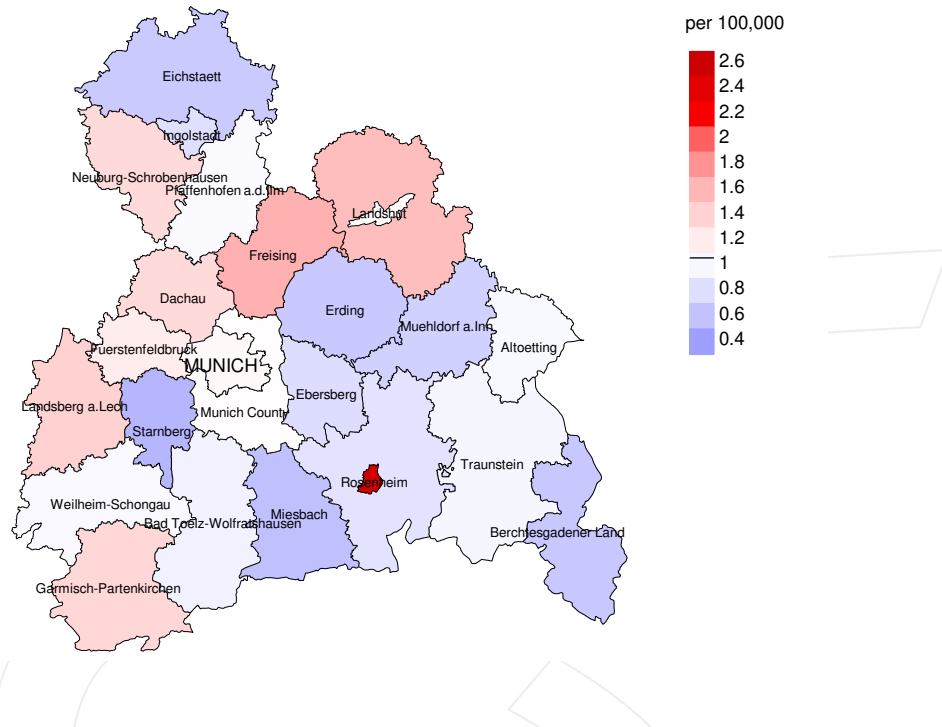 per 100,000
2.6
2.4
2.2
2
1.8
1.6
1.4
1.2
1
0.8
0.6
0.4
Eichstaett
Ingolstadt
Neuburg-Schrobenhausen
Pfaffenhofen a.d.Ilm
Landshut
Freising
Dachau
Erding
Muehldorf a.Inn
Altoetting
Fuerstenfeldbruck
MUNICH
Ebersberg
Landsberg a.Lech
Munich County
Starnberg
Traunstein
Rosenheim
Weilheim-Schongau
Miesbach
Bad Toelz-Wolfratshausen
Berchtesgadener Land
Garmisch-Partenkirchen